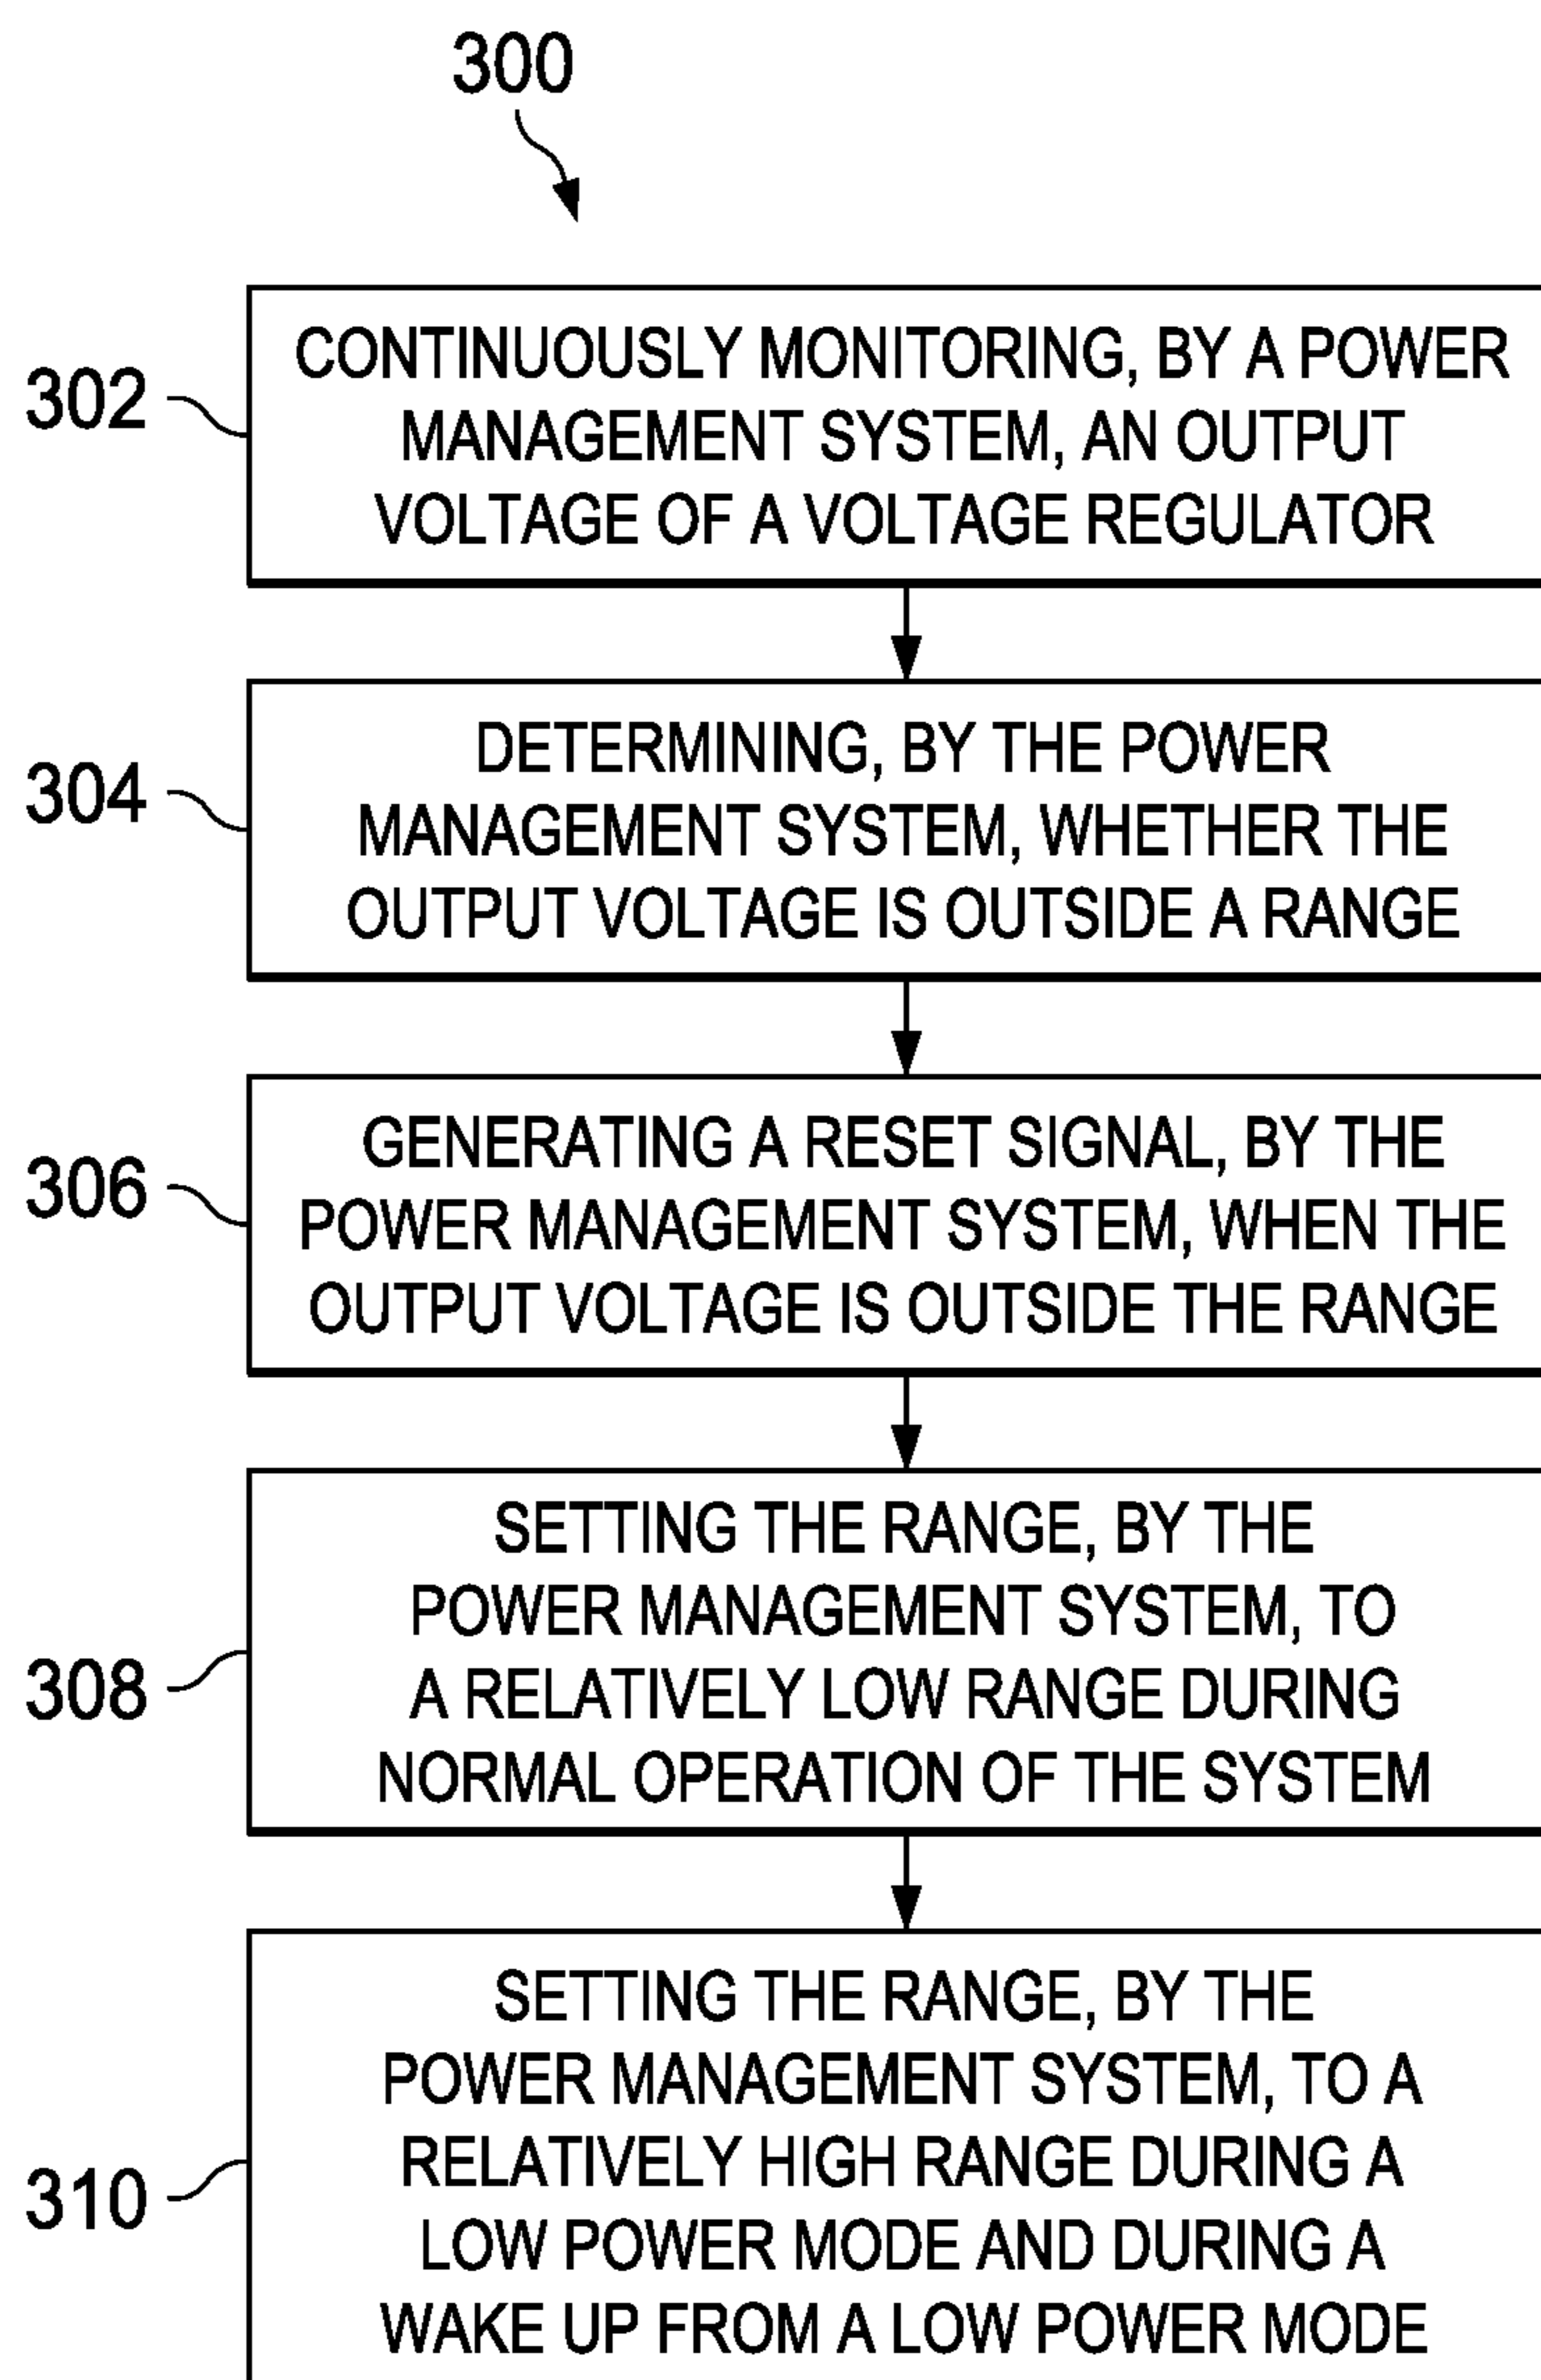 300
302
CONTINUOUSLY MONITORING, BY A POWER
MANAGEMENT SYSTEM, AN OUTPUT
VOLTAGE OF A VOLTAGE REGULATOR
304
DETERMINING, BY THE POWER
MANAGEMENT SYSTEM, WHETHER THE
OUTPUT VOLTAGE IS OUTSIDE A RANGE
306
GENERATING A RESET SIGNAL, BY THE
POWER MANAGEMENT SYSTEM, WHEN THE
OUTPUT VOLTAGE IS OUTSIDE THE RANGE
308
SETTING THE RANGE, BY THE
POWER MANAGEMENT SYSTEM, TO
A RELATIVELY LOW RANGE DURING
NORMAL OPERATION OF THE SYSTEM
310
SETTING THE RANGE, BY THE
POWER MANAGEMENT SYSTEM, TO A
RELATIVELY HIGH RANGE DURING A
LOW POWER MODE AND DURING A
WAKE UP FROM A LOW POWER MODE